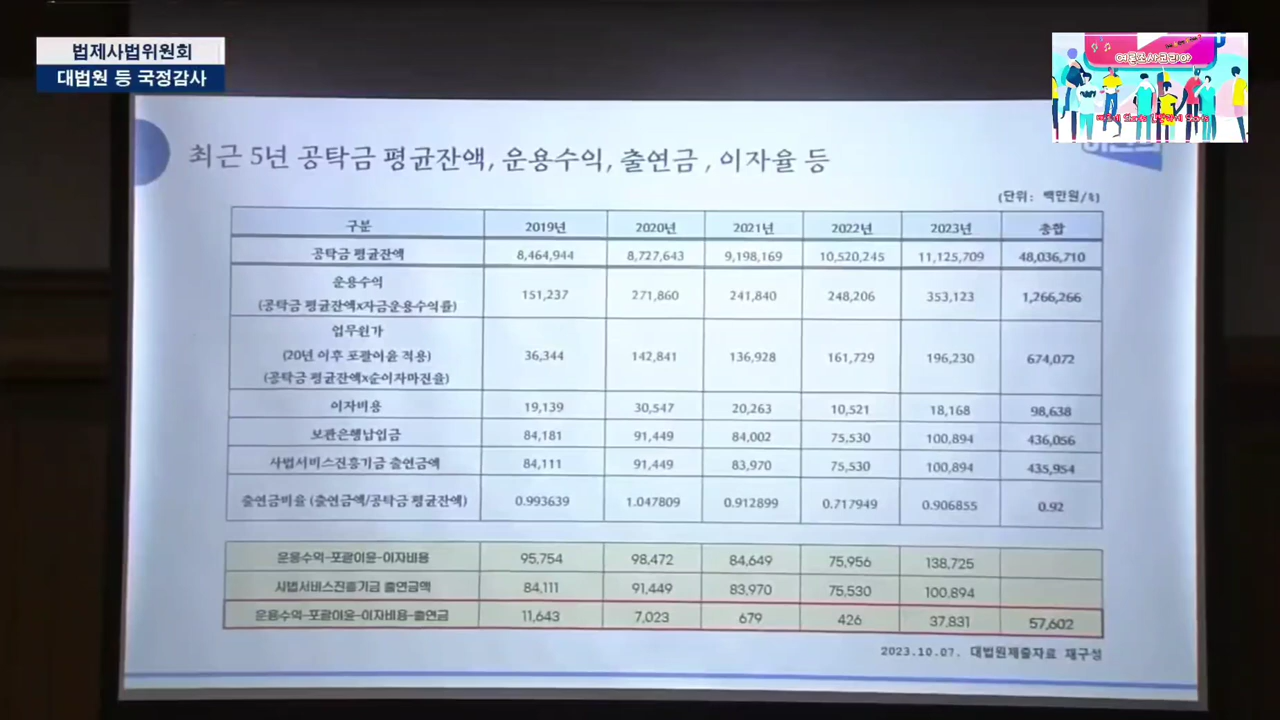 법제사법위원회
대법원 등 국정감사
여론조사코리아
최근 5년 공탁금 평균잔액, 운용수익, 출연금 , 이자율 등
(단위: 백만원/%)
구분 2019년 2020년 2021년 2022년 2023년 총합
공탁금 평균잔액 8,464,944 8,727,643 9,198,169 10,520,245 11,125,709 48,036,710
운용수익
(공탁금 평균잔액x자금운용수익률) 151,237 271,860 241,840 248,206 353,123 1,266,266
업무원가
(20년 이후 포괄이윤 적용) 36,344 142,841 136,928 161,729 196,230 674,072
(공탁금 평균잔액x순이자마진율)
이자비용 19,139 30,547 20,263 10,521 18,168 98,638
보관은행납입금 84,181 91,449 84,002 75,530 100,894 436,056
사법서비스진흥기금 출연금액 84,111 91,449 83,970 75,530 100,894 435,954
출연금비율 (출연금액/공탁금 평균잔액) 0.993639 1.047809 0.912899 0.717949 0.906855 0.92
운용수익-포괄이윤-이자비용 95,754 98,472 84,649 75,956 138,725
사법서비스진흥기금 출연금액 84,111 91,449 83,970 75,530 100,894
운용수익-포괄이윤-이자비용-출연금 11,643 7,023 679 426 37,831 57,602
2023.10.07. 대법원제출자료 재구성